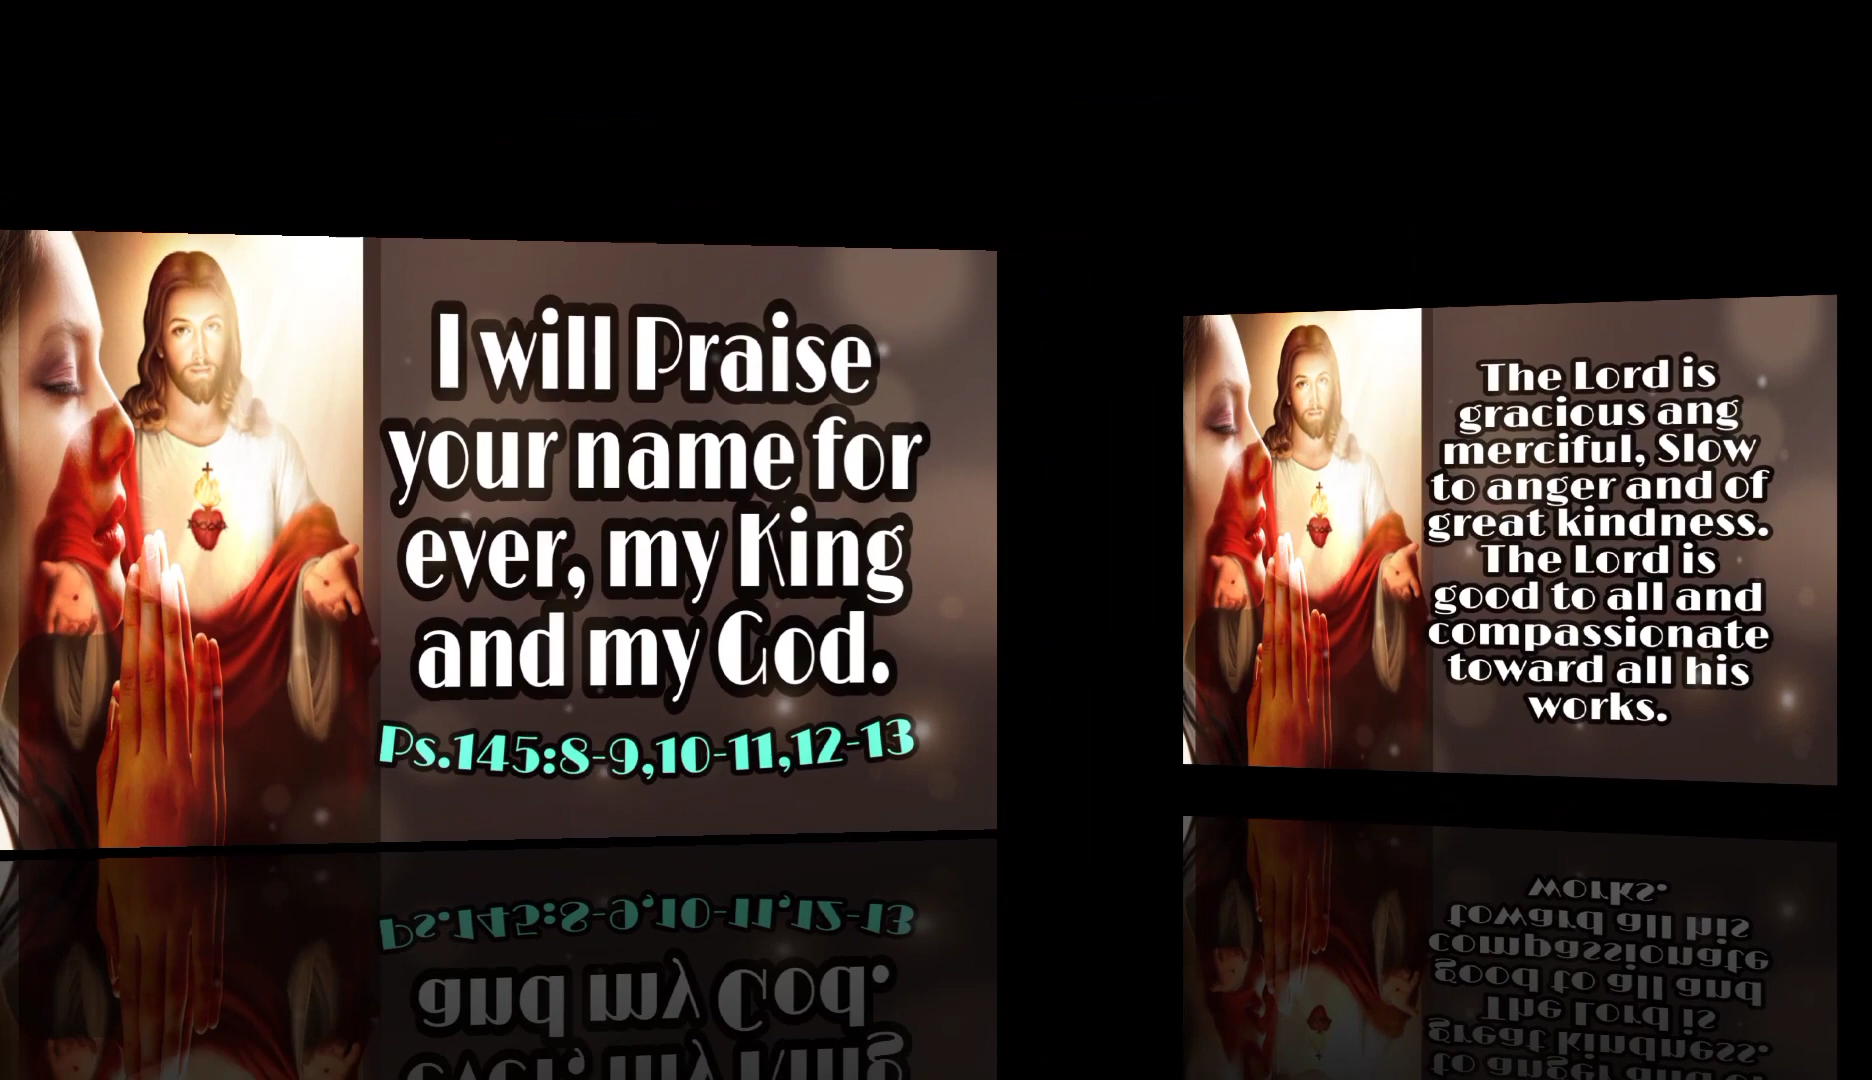 I will Praise
your name for
ever, my King
and my God.
Ps.145:8-9,10-11,12-13
The Lord is
gracious ang
merciful, Slow
to anger and of
great kindness.
The Lord is
good to all and
compassionate
toward all his
works.